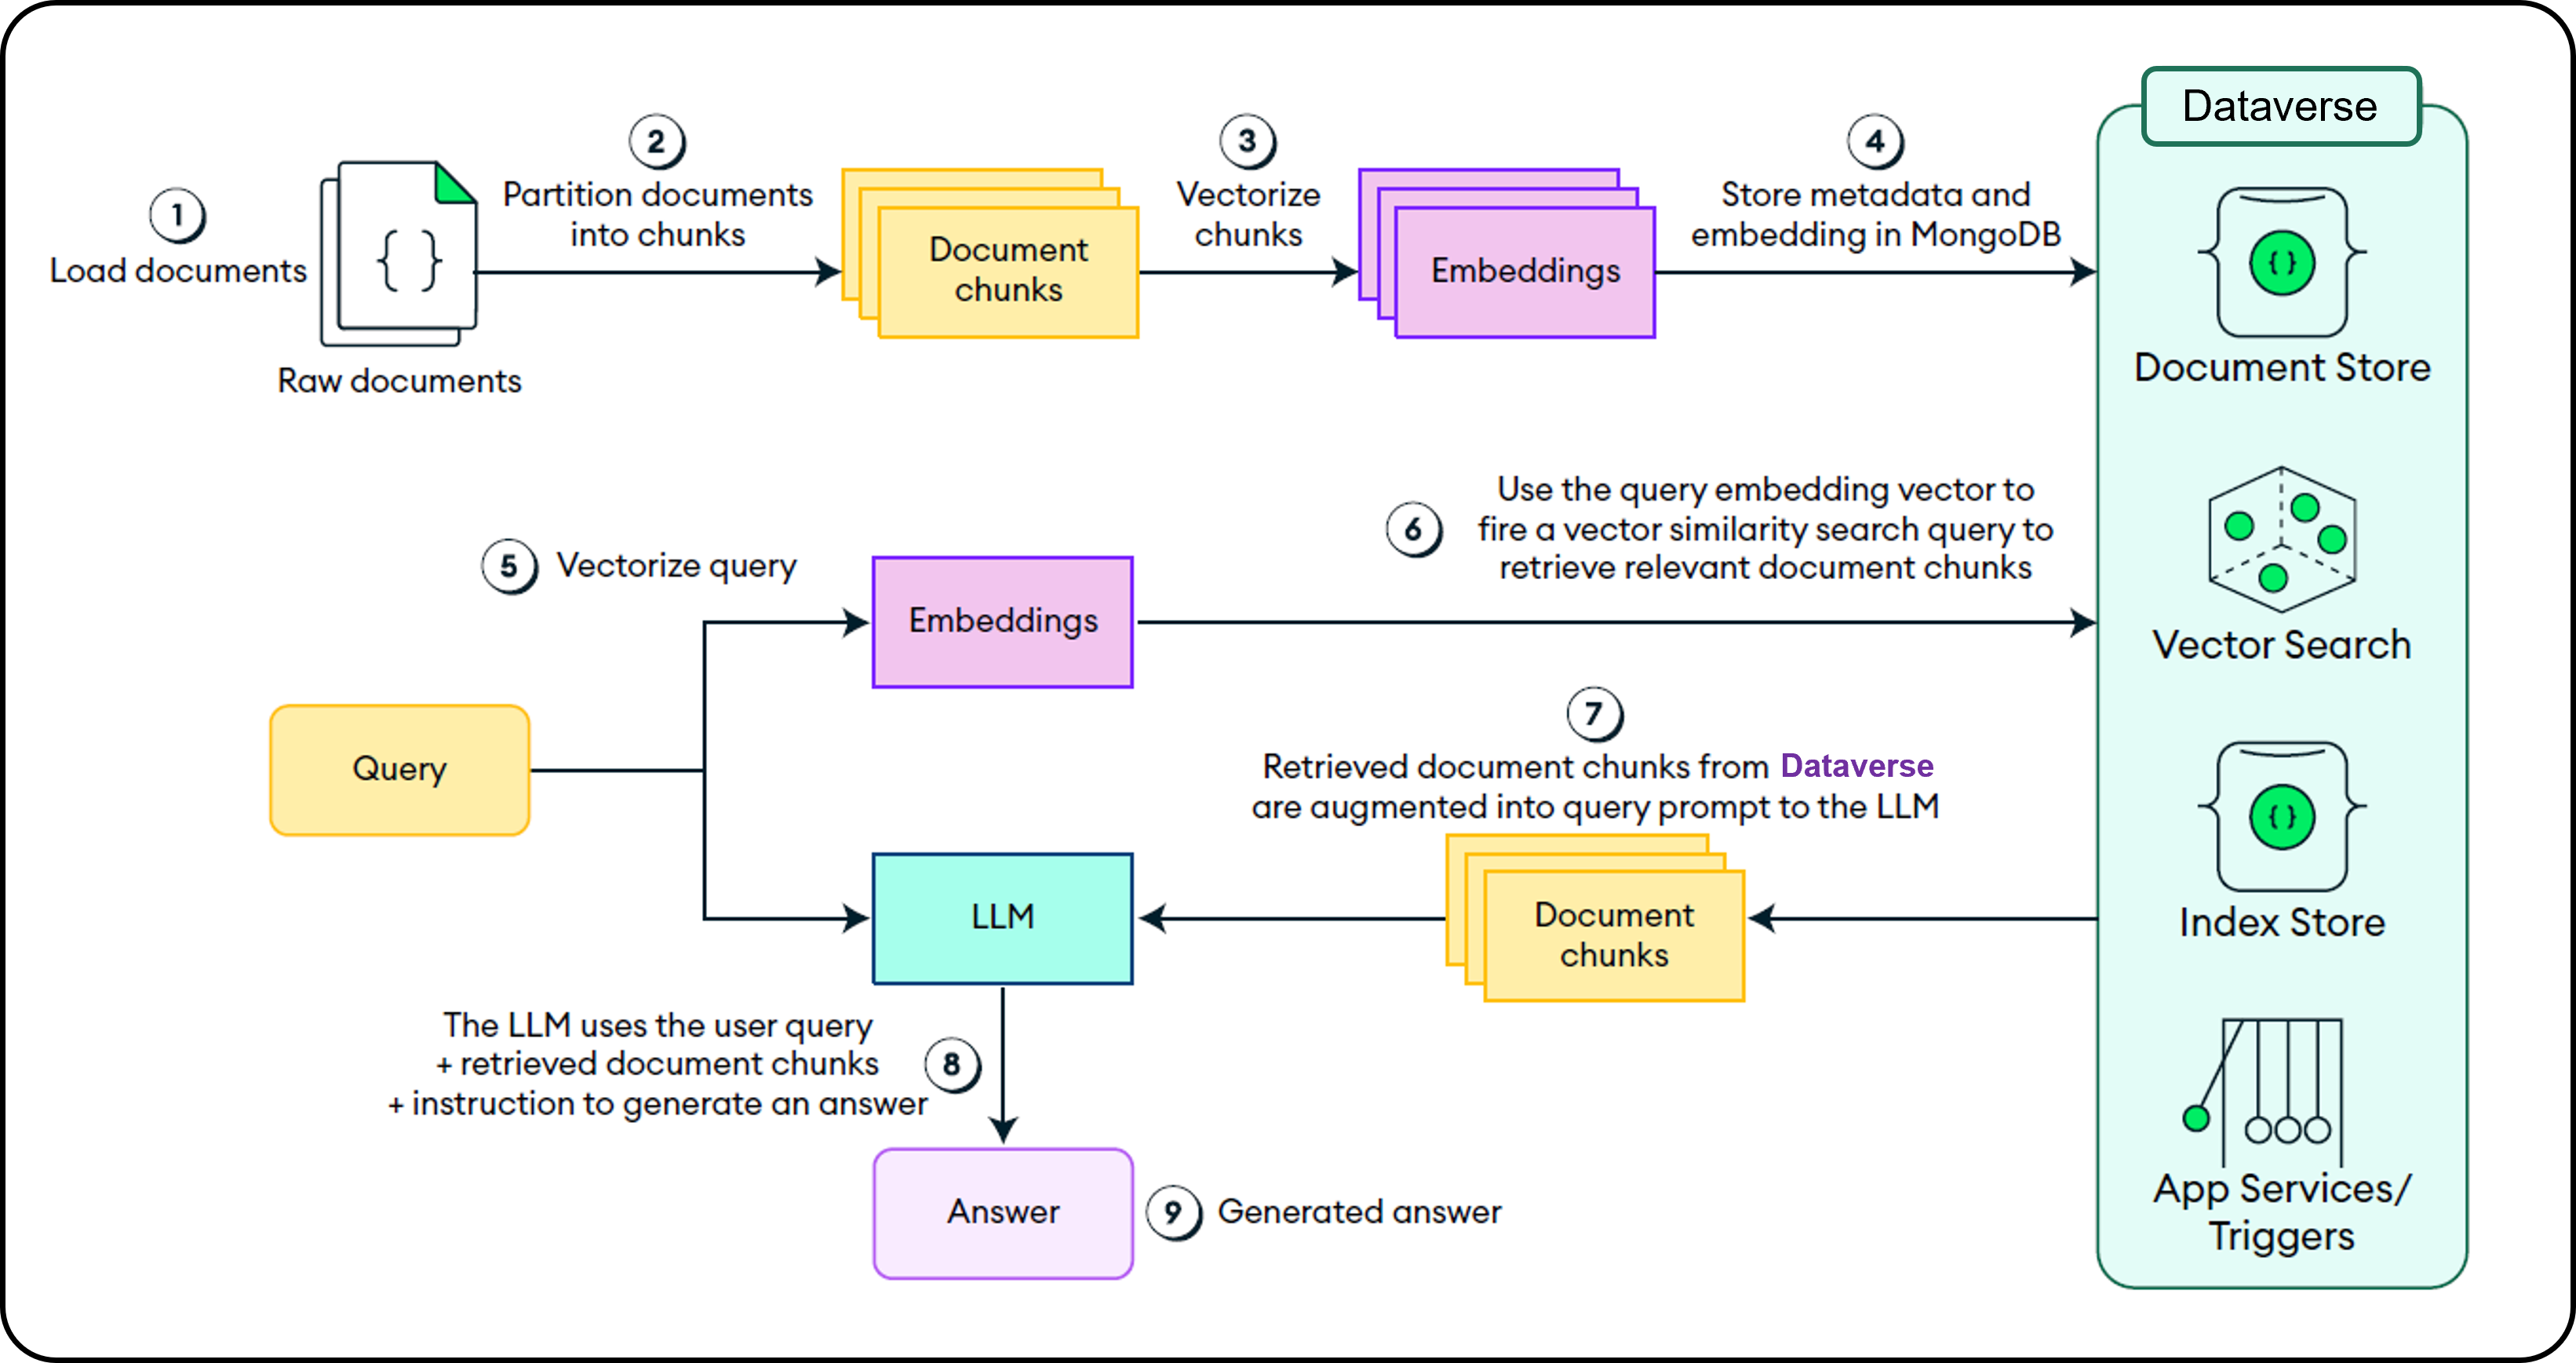 Dataverse
1
Load documents
{ }
Raw documents
2
Partition documents
into chunks
Document
chunks
3
Vectorize
chunks
Embeddings
4
Store metadata and
embedding in MongoDB
{ }
Document Store
5
Vectorize query
Embeddings
6
Use the query embedding vector to
fire a vector similarity search query to
retrieve relevant document chunks
Vector Search
Query
7
Retrieved document chunks from Dataverse
are augmented into query prompt to the LLM
LLM
Document
chunks
{ }
Index Store
The LLM uses the user query
+ retrieved document chunks
+ instruction to generate an answer
8
Answer
9
Generated answer
App Services/
Triggers